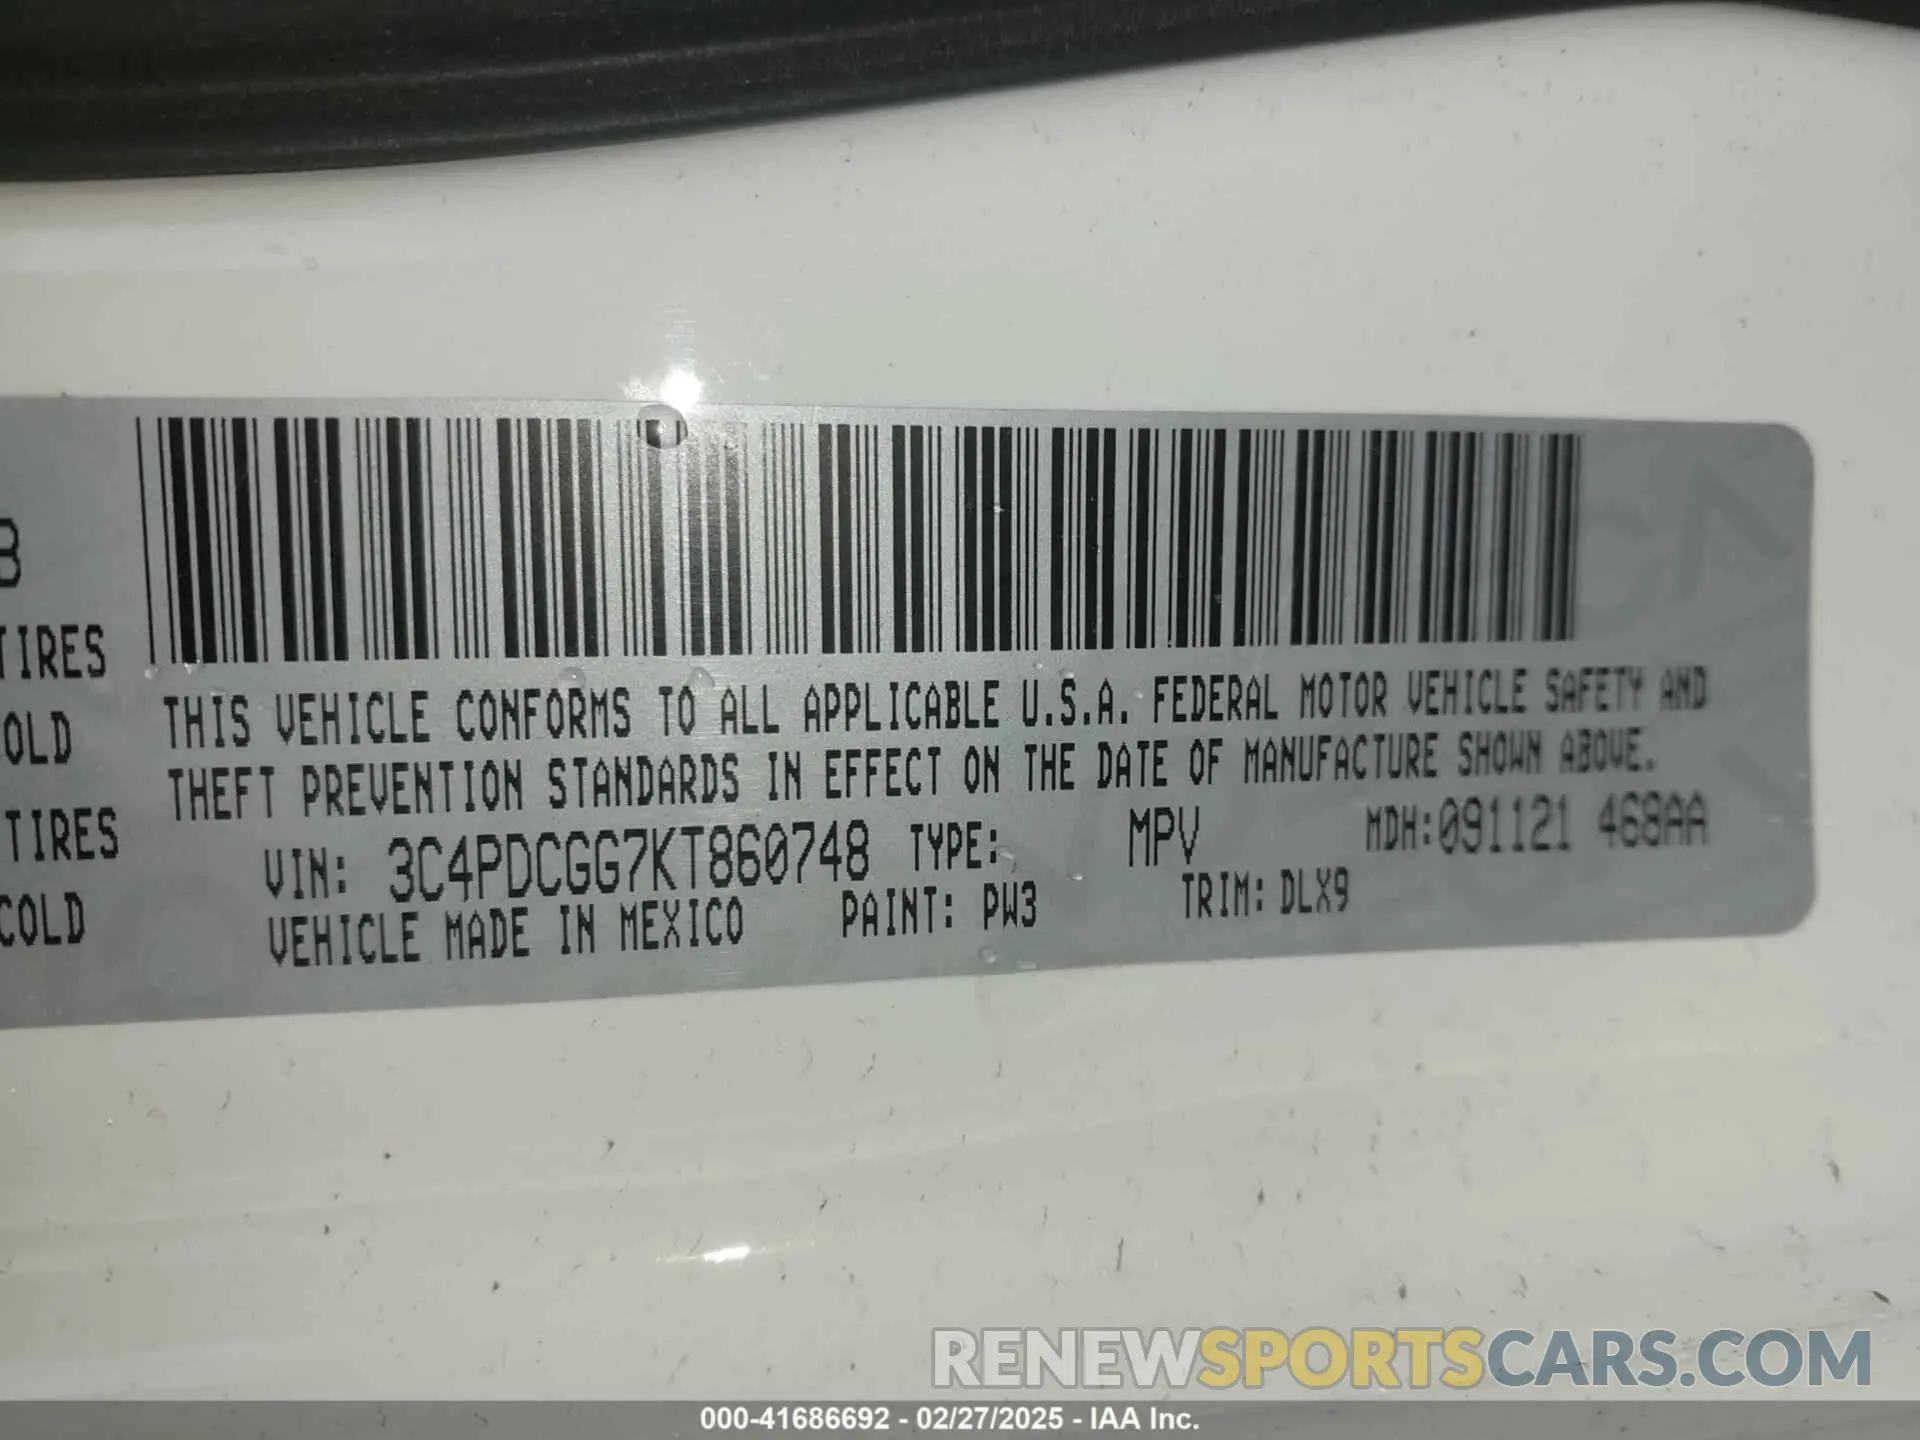 8
TIRES
COLD
TIRES
COLD
THIS VEHICLE CONFORMS TO ALL APPLICABLE U.S.A. FEDERAL MOTOR VEHICLE SAFETY AND
THEFT PREVENTION STANDARDS IN EFFECT ON THE DATE OF MANUFACTURE SHOWN ABOVE.
VIN: 3C4PDCGG7KT860748 TYPE: MPV MDH:091121 468AA
VEHICLE MADE IN MEXICO PAINT: PW3 TRIM: DLX9
RENEWSPORTSCARS.COM
000-41686692 - 02/27/2025 - IAA Inc.